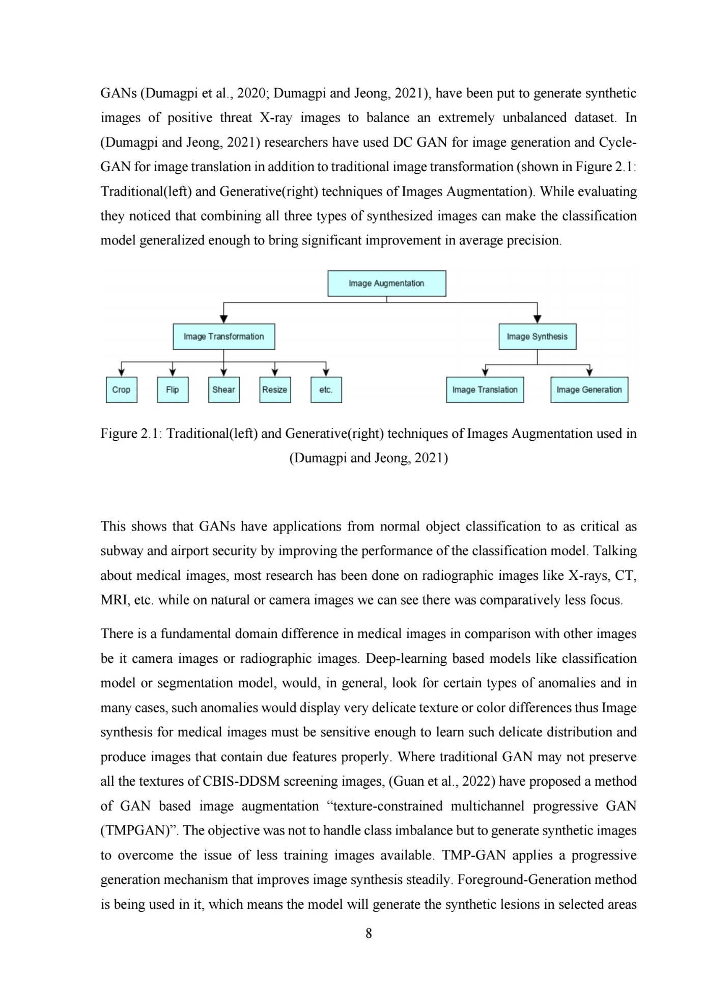 GANs (Dumagpi et al., 2020; Dumagpi and Jeong, 2021), have been put to generate synthetic
images of positive threat X-ray images to balance an extremely unbalanced dataset. In
(Dumagpi and Jeong, 2021) researchers have used DC GAN for image generation and Cycle-
GAN for image translation in addition to traditional image transformation (shown in Figure 2.1:
Traditional(left) and Generative(right) techniques of Images Augmentation). While evaluating
they noticed that combining all three types of synthesized images can make the classification
model generalized enough to bring significant improvement in average precision.
Image Augmentation
Image Transformation
Image Synthesis
Crop
Flip
Shear
Resize
etc.
Image Translation
Image Generation
Figure 2.1: Traditional(left) and Generative(right) techniques of Images Augmentation used in
(Dumagpi and Jeong, 2021)
This shows that GANs have applications from normal object classification to as critical as
subway and airport security by improving the performance of the classification model. Talking
about medical images, most research has been done on radiographic images like X-rays, CT,
MRI, etc. while on natural or camera images we can see there was comparatively less focus.
There is a fundamental domain difference in medical images in comparison with other images
be it camera images or radiographic images. Deep-learning based models like classification
model or segmentation model, would, in general, look for certain types of anomalies and in
many cases, such anomalies would display very delicate texture or color differences thus Image
synthesis for medical images must be sensitive enough to learn such delicate distribution and
produce images that contain due features properly. Where traditional GAN may not preserve
all the textures of CBIS-DDSM screening images, (Guan et al., 2022) have proposed a method
of GAN based image augmentation “texture-constrained multichannel progressive GAN
(TMPGAN)”. The objective was not to handle class imbalance but to generate synthetic images
to overcome the issue of less training images available. TMP-GAN applies a progressive
generation mechanism that improves image synthesis steadily. Foreground-Generation method
is being used in it, which means the model will generate the synthetic lesions in selected areas
8